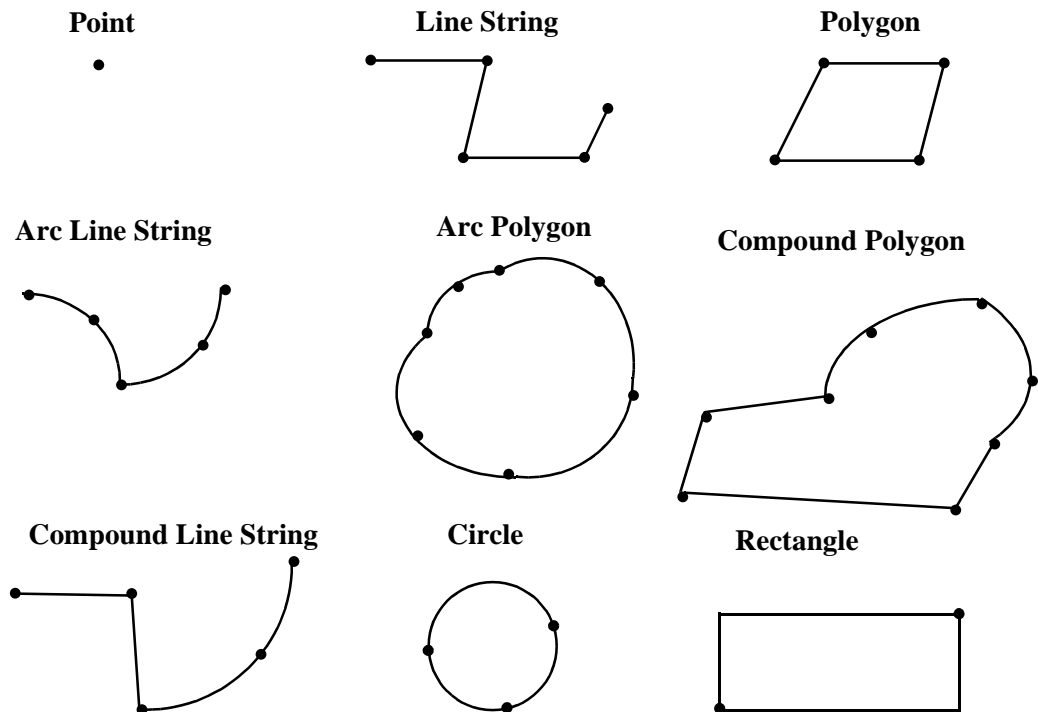 Point
Line String
Polygon
Arc Line String
Arc Polygon
Compound Polygon
Compound Line String
Circle
Rectangle